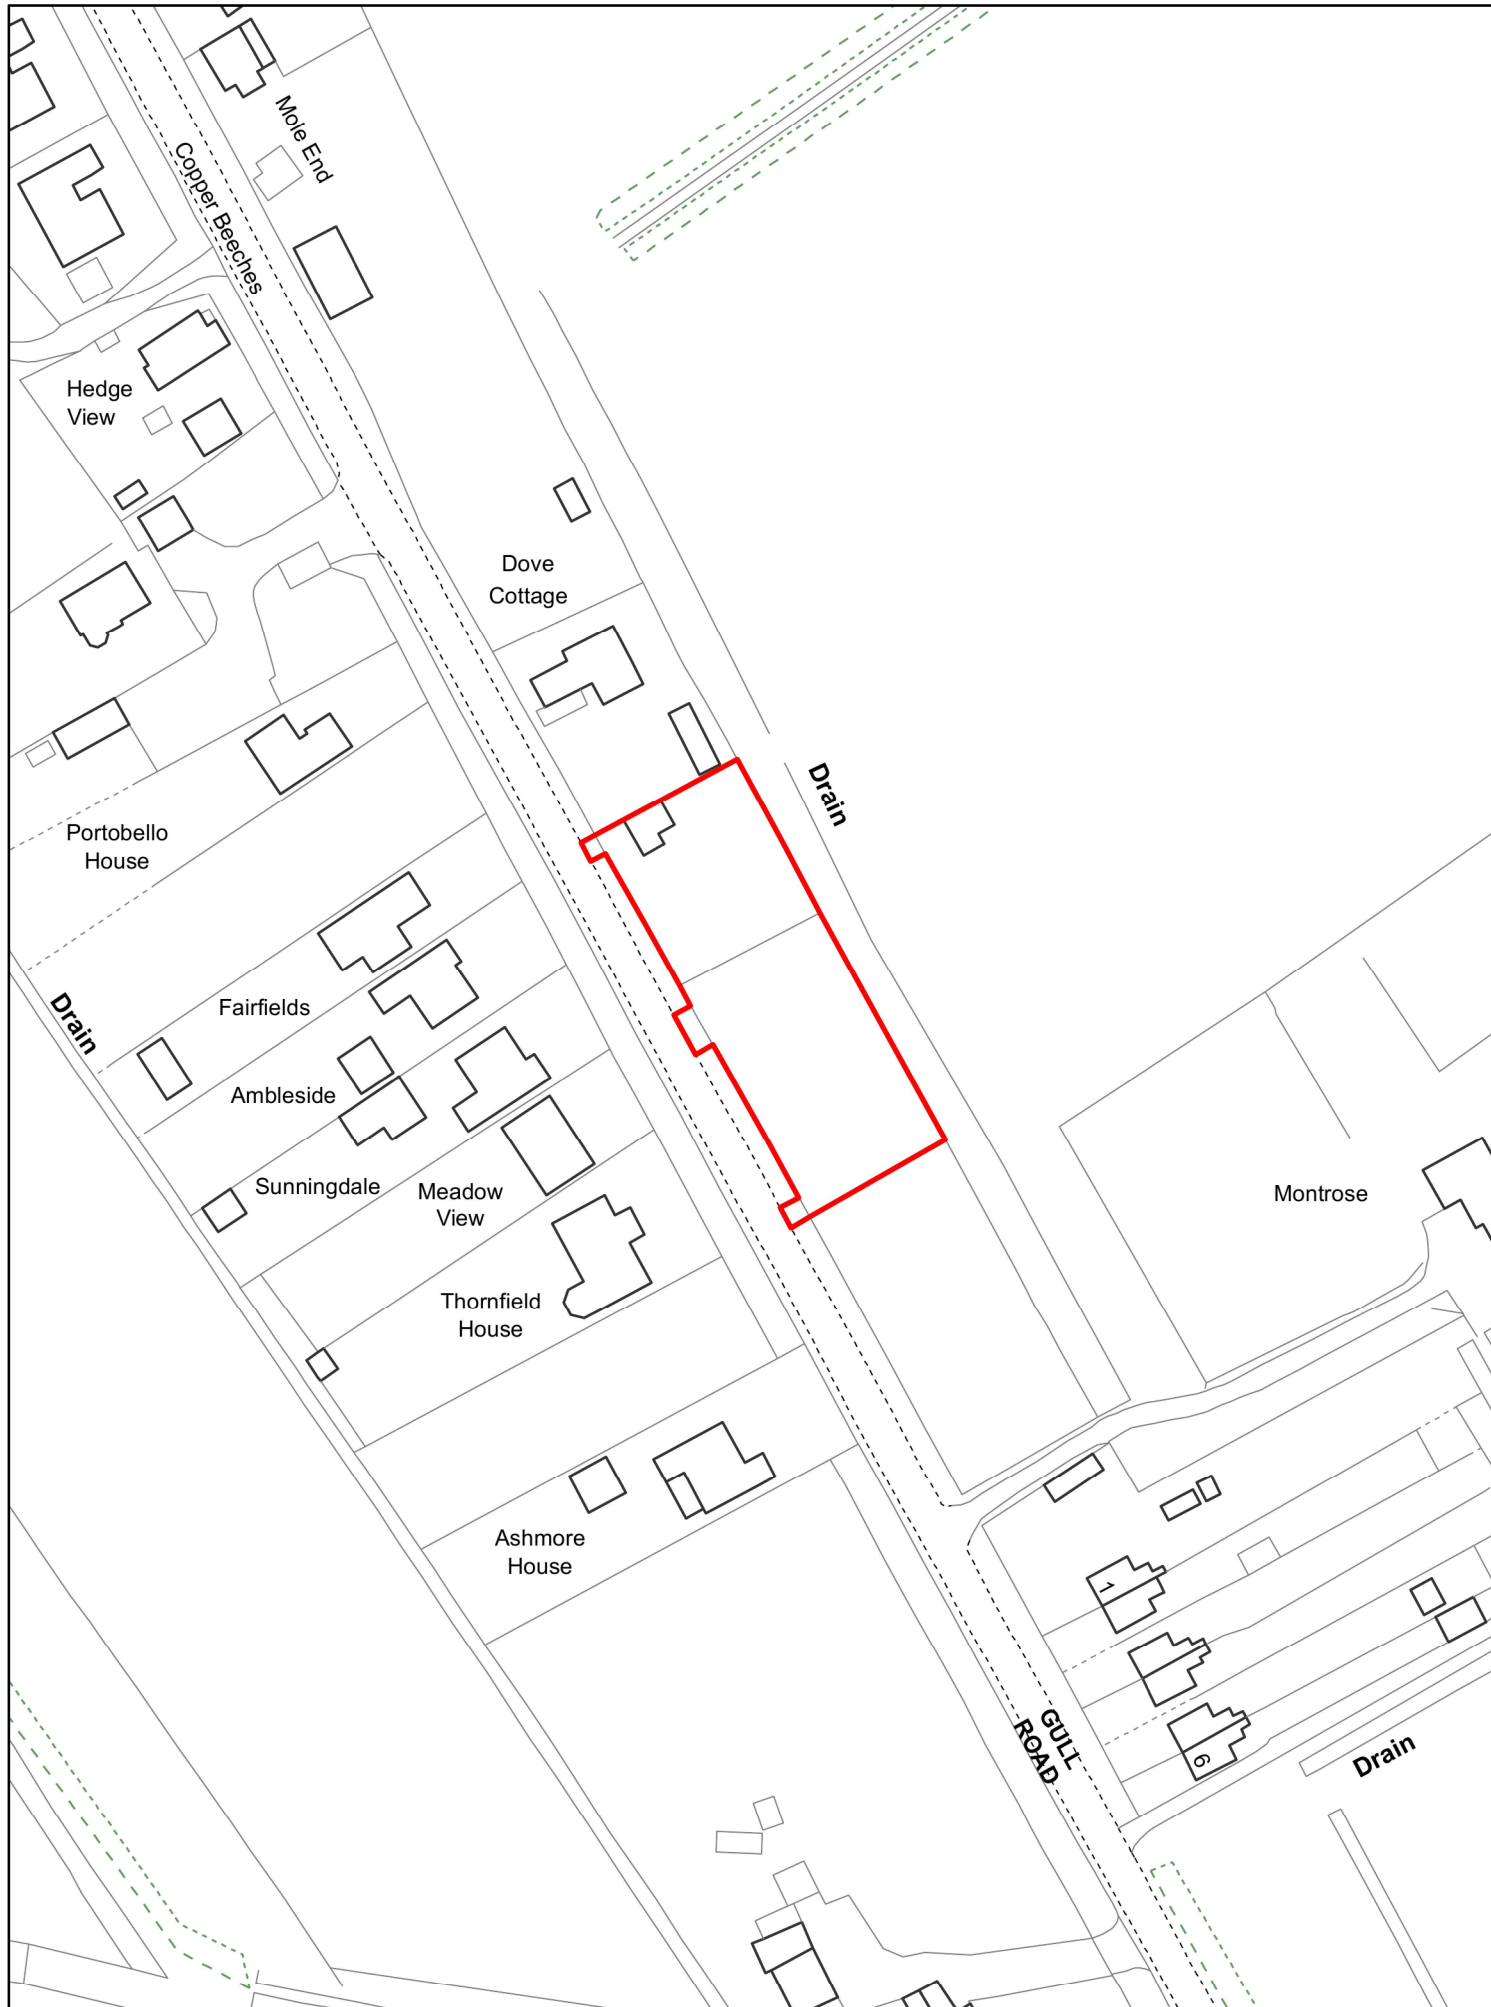 Mole End
Copper Beeches
Hedge
View
Dove
Cottage
Drain
Portobello
House
Drain
Fairfields
Ambleside
Sunningdale
Meadow
View
Montrose
Thornfield
House
Ashmore
House
1
GULL
ROAD
6
Drain